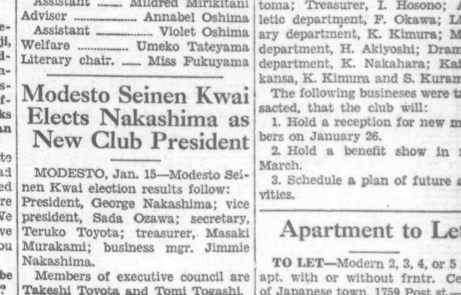 Assistant Mildred Mirikitani
Adviser Annabel Oshima
Assistant Violet Oshima
Welfare Umeko Tateyama
Literary chair. Miss Fukuyama
Modesto Seinen Kwai
Elects Nakashima as
New Club President
MODESTO, Jan. 15—Modesto Sei-
nen Kwai election results follow:
President, George Nakashima; vice
president, Sada Ozawa; secretary,
Teruko Toyota; treasurer, Masaki
Murakami; business mgr. Jimmie
Nakashima.
Members of executive council are
Takeshi Toyota and Tomi Togashi.
toma; Treasurer, I. Hosono;
letic department, F. Okawa;
ary department, K. Kimura;
department, H. Akiyoshi;
department, K. Nakahara;
kansa, K. Kimura and S.
The following busineses were
sacted, that the club will:
1. Hold a reception for new
bers on January 26.
2. Hold a benefit show in
March.
3. Schedule a plan of future
vities.
Apartment to
TO LET—Modern 2, 3, 4, or 5
apt. with or without frntr.
of Japanese town. 1759 Post st.—